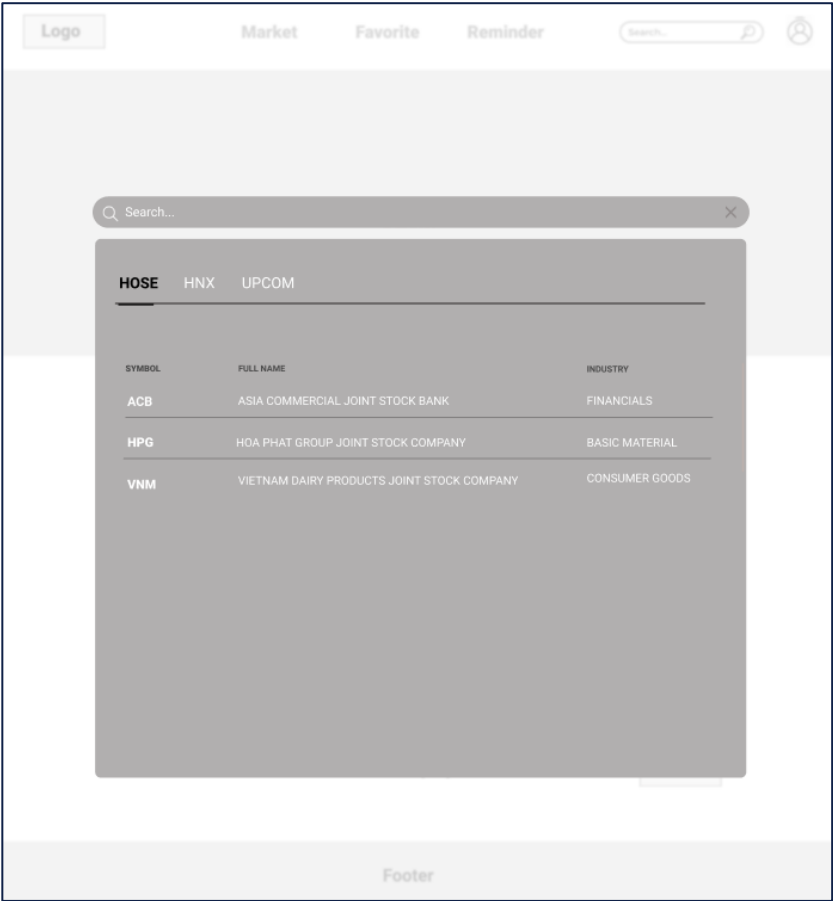 Logo Market Favorite Reminder Search...
Search...
HOSE HNX UPCOM
SYMBOL FULL NAME INDUSTRY
ACB ASIA COMMERCIAL JOINT STOCK BANK FINANCIALS
HPG HOA PHAT GROUP JOINT STOCK COMPANY BASIC MATERIAL
VNM VIETNAM DAIRY PRODUCTS JOINT STOCK COMPANY CONSUMER GOODS
Footer